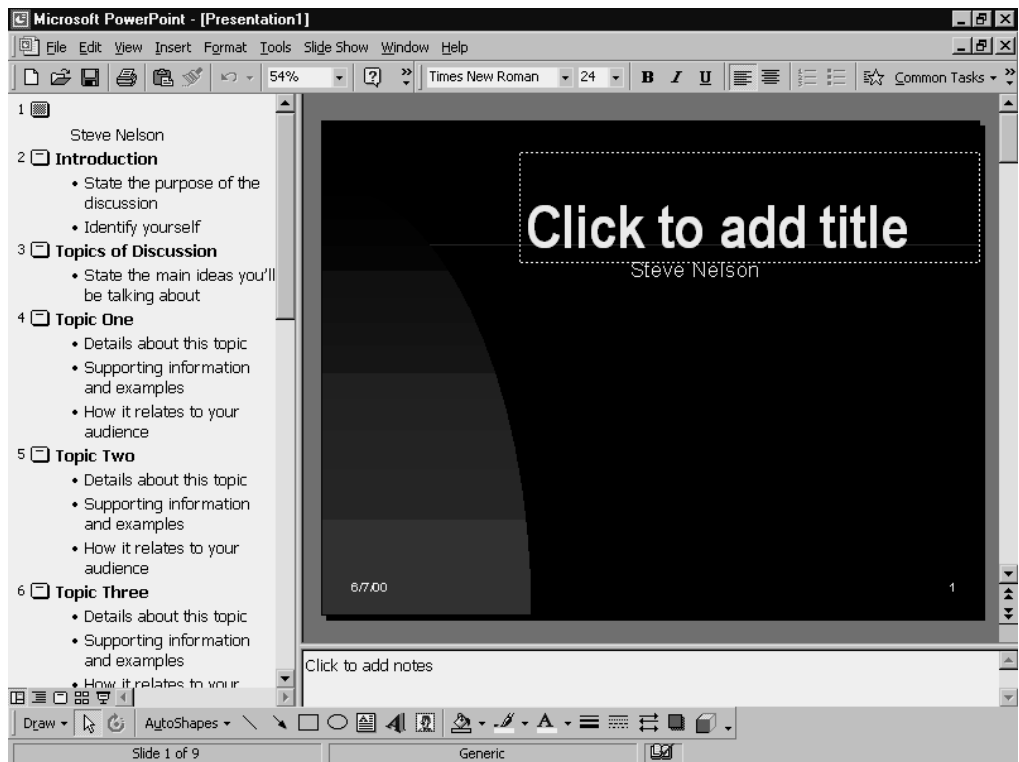 Microsoft PowerPoint - [Presentation1]
File Edit View Insert Format Tools Slide Show Window Help
54% Times New Roman 24 B I U Common Tasks
1
Steve Nelson
2 Introduction
• State the purpose of the
discussion
• Identify yourself
3 Topics of Discussion
• State the main ideas you'll
be talking about
4 Topic One
• Details about this topic
• Supporting information
and examples
• How it relates to your
audience
5 Topic Two
• Details about this topic
• Supporting information
and examples
• How it relates to your
audience
6 Topic Three
• Details about this topic
• Supporting information
and examples
• How it relates to your
Click to add title
Steve Nelson
6/7/00
1
Click to add notes
Draw AutoShapes A
Slide 1 of 9 Generic